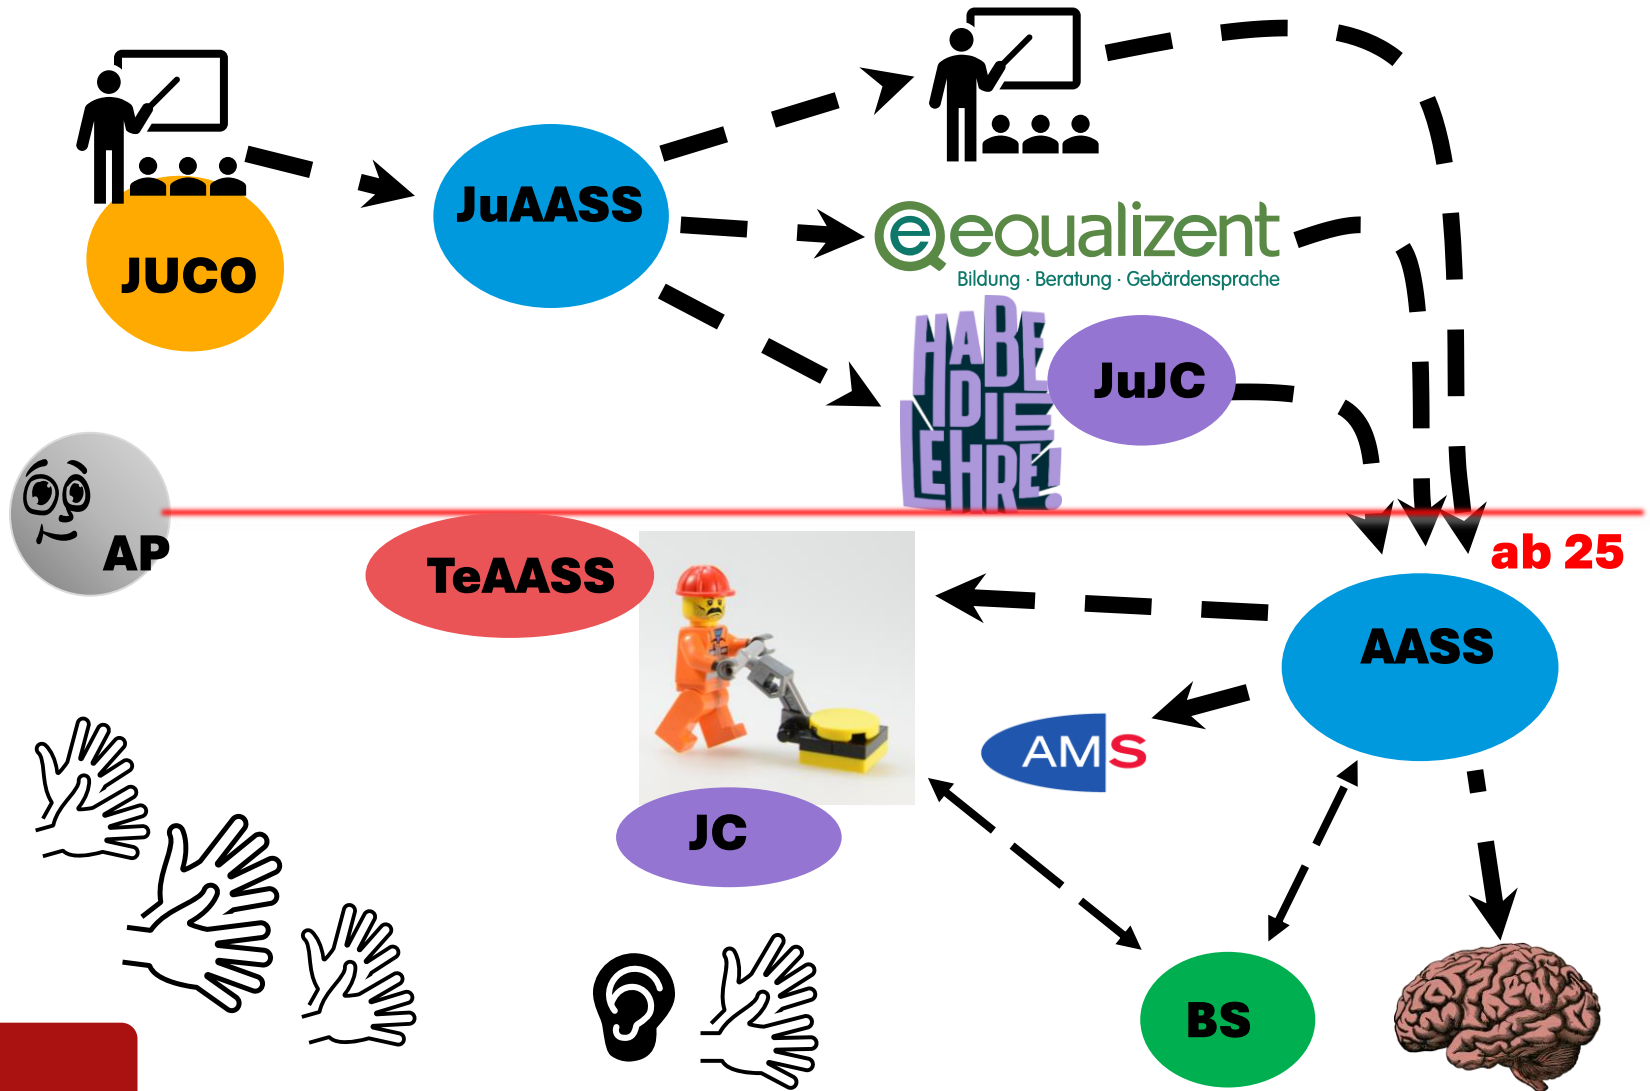 JUCO
JuAASS
equalizent
Bildung · Beratung · Gebärdensprache
HABE
DIE
LEHRE!
JuJC
AP
TeAASS
ab 25
AASS
AMS
JC
BS